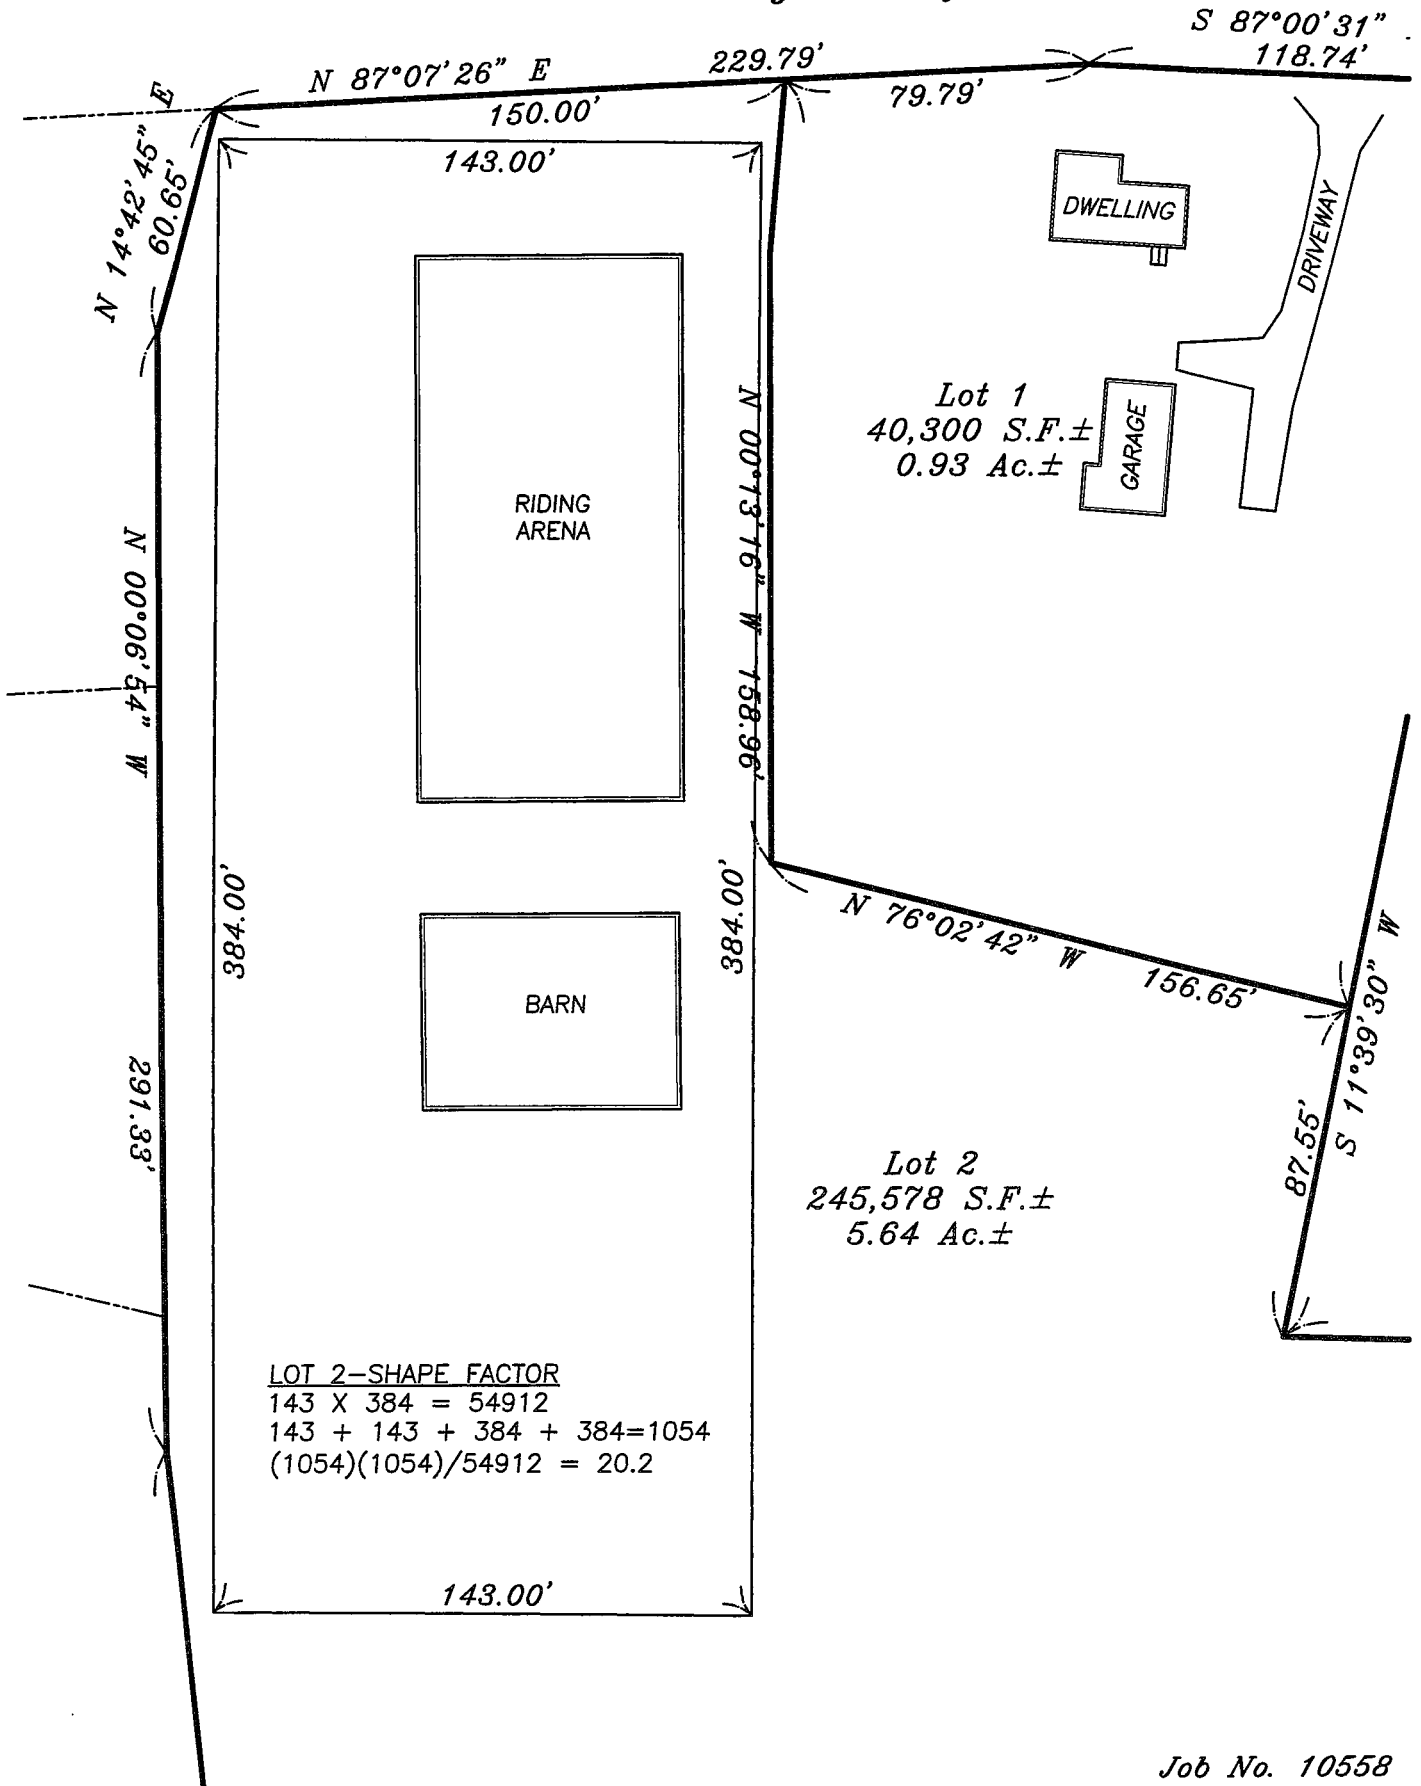 S 87°00'31"
118.74'
N 87°07'26" E
229.79'
150.00'
79.79'
143.00'
N 14°42'45" E
60.65'
DWELLING
DRIVEWAY
Lot 1
40,300 S.F.±
0.93 Ac.±
GARAGE
RIDING
ARENA
N 00°13'16" W 158.96'
N 00°06'54" W
291.33'
384.00'
384.00'
N 76°02'42" W 156.65'
BARN
S 11°39'30" W
87.55'
Lot 2
245,578 S.F.±
5.64 Ac.±
LOT 2-SHAPE FACTOR
143 X 384 = 54912
143 + 143 + 384 + 384=1054
(1054)(1054)/54912 = 20.2
143.00'
Job No. 10558